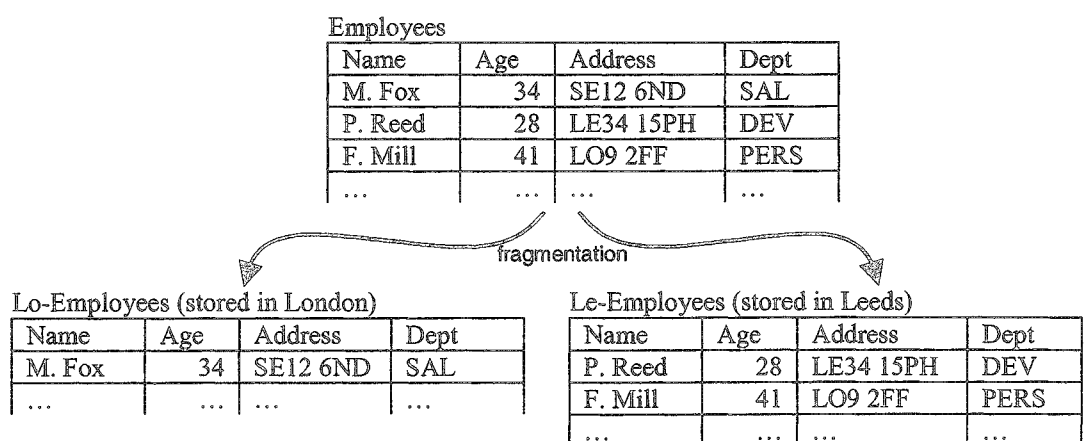 Employees
Name Age Address Dept
M. Fox 34 SE12 6ND SAL
P. Reed 28 LE34 15PH DEV
F. Mill 41 LO9 2FF PERS
... ... ... ...
fragmentation
Lo-Employees (stored in London)
Name Age Address Dept
M. Fox 34 SE12 6ND SAL
... ... ... ...
Le-Employees (stored in Leeds)
Name Age Address Dept
P. Reed 28 LE34 15PH DEV
F. Mill 41 LO9 2FF PERS
... ... ... ...